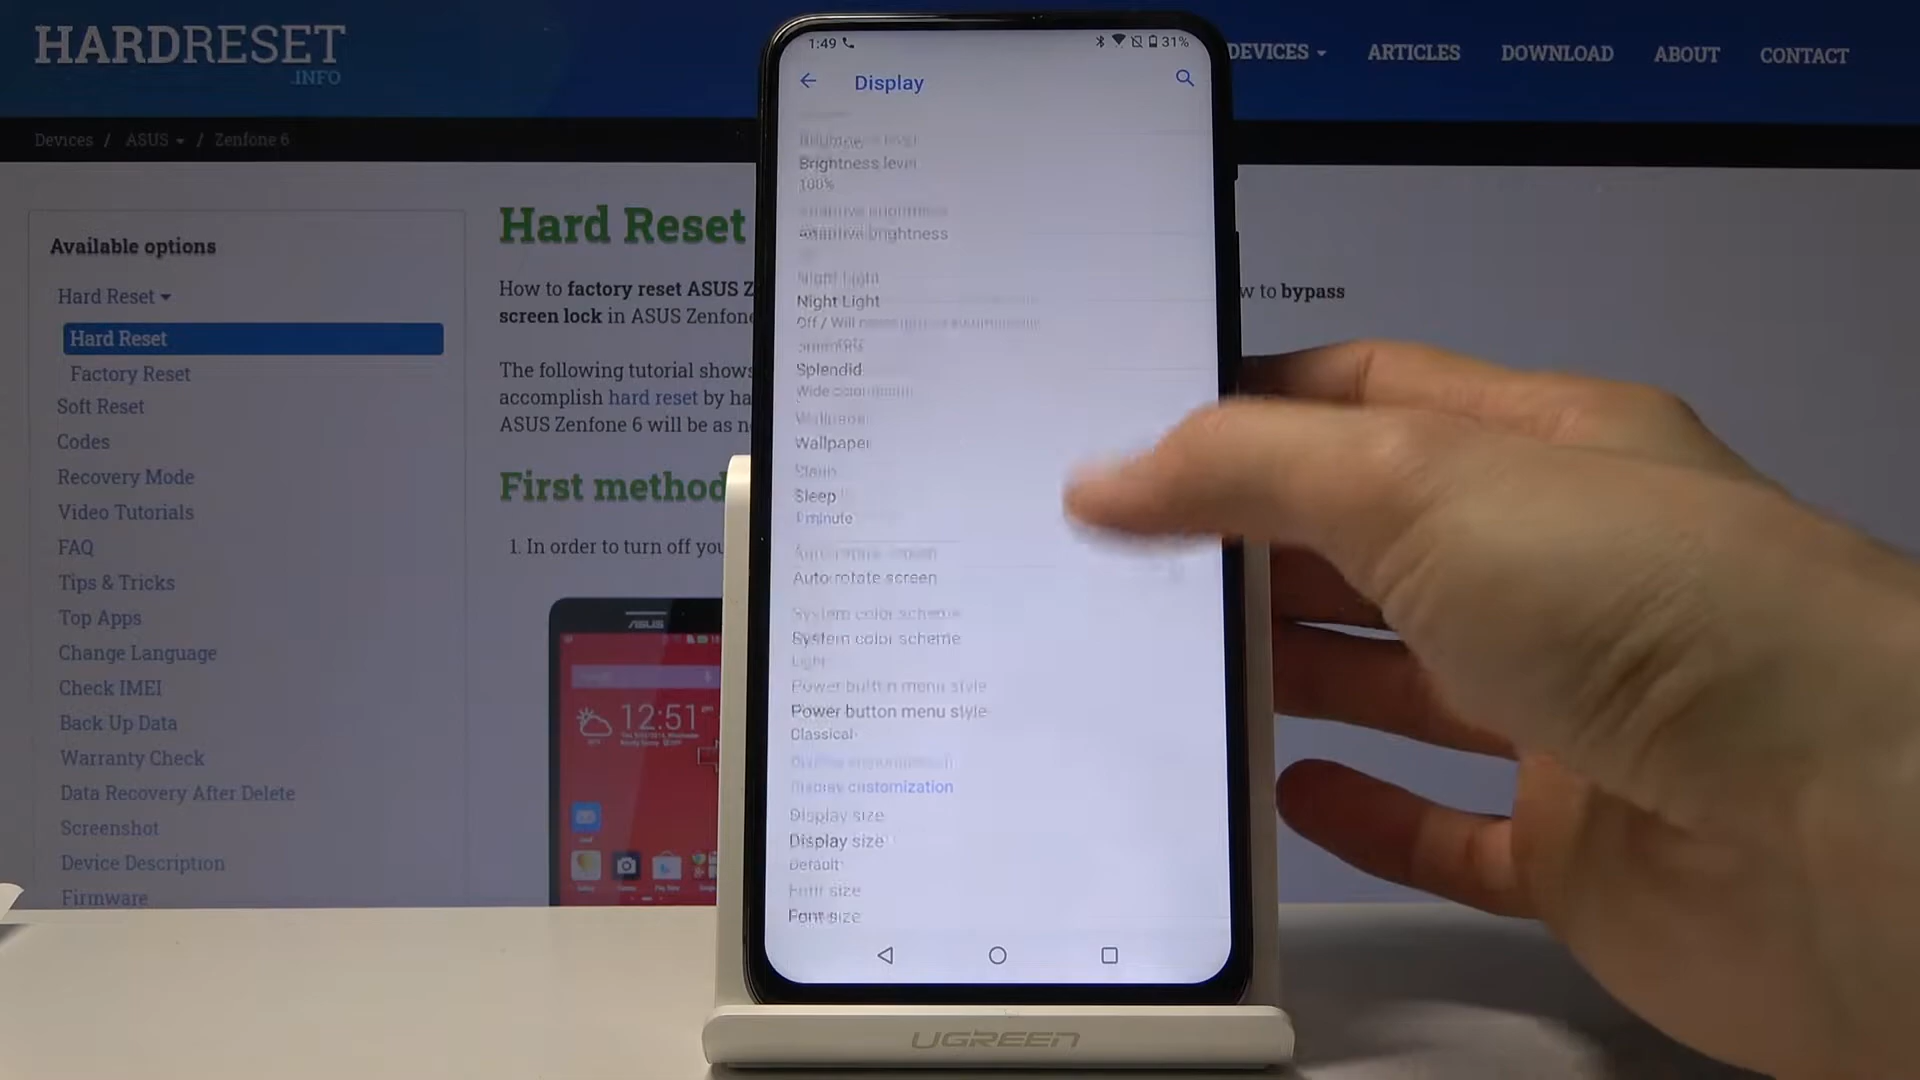 HARDRESET
.INFO
DEVICES
ARTICLES
DOWNLOAD
ABOUT
CONTACT
Devices / ASUS / Zenfone 6
Available options
Hard Reset
Hard Reset
Factory Reset
Soft Reset
Codes
Recovery Mode
Video Tutorials
FAQ
Tips & Tricks
Top Apps
Change Language
Check IMEI
Back Up Data
Warranty Check
Data Recovery After Delete
Screenshot
Device Description
Firmware
Hard Reset
How to factory reset ASUS Z
w to bypass
screen lock in ASUS Zenfone
The following tutorial shows
accomplish hard reset by ha
ASUS Zenfone 6 will be as n
First method
1. In order to turn off you
ASUS
12:51
1:49
31%
Display
Brightness level
100%
Adaptive brightness
Night Light
Off / Will
Splendid
Wallpaper
Sleep
1 minute
Auto rotate screen
System color scheme
Light
Power button menu style
Classical
Display customization
Display size
Default
Font size
UGREEN